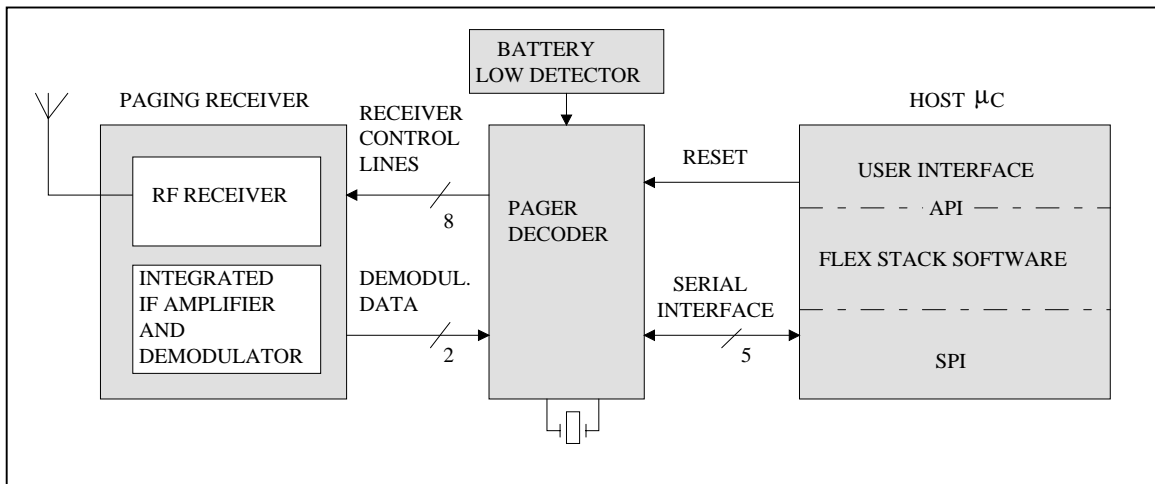 BATTERY
LOW DETECTOR
PAGING RECEIVER
RF RECEIVER
INTEGRATED
IF AMPLIFIER
AND
DEMODULATOR
RECEIVER
CONTROL
LINES
8
DEMODUL.
DATA
2
PAGER
DECODER
RESET
SERIAL
INTERFACE
5
HOST μC
USER INTERFACE
API
FLEX STACK SOFTWARE
SPI